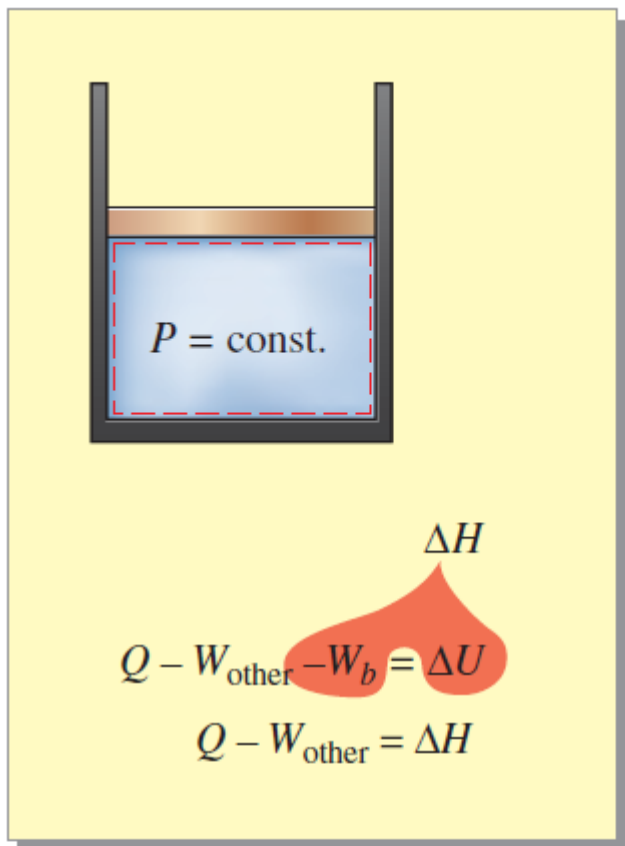 P = const.
ΔH
Q – W_other –W_b = ΔU
Q – W_other = ΔH